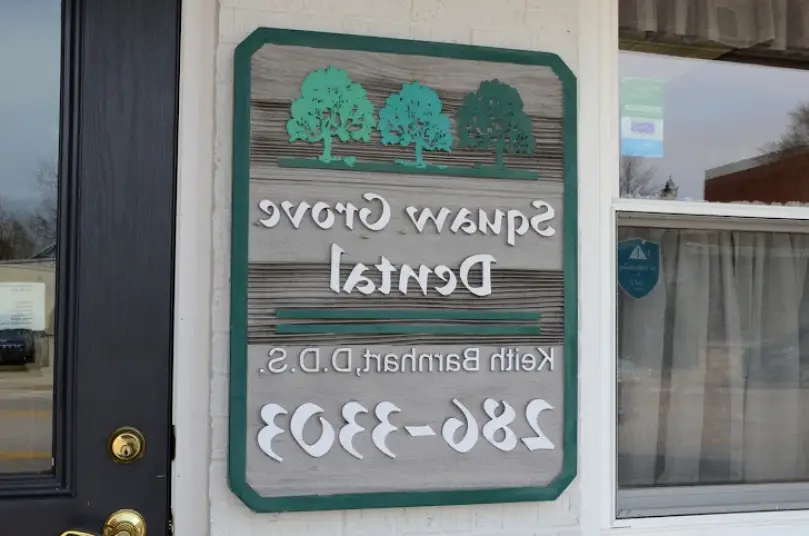 Squaw Grove
Dental
Keith Barnhart, D.D.S.
286-3303